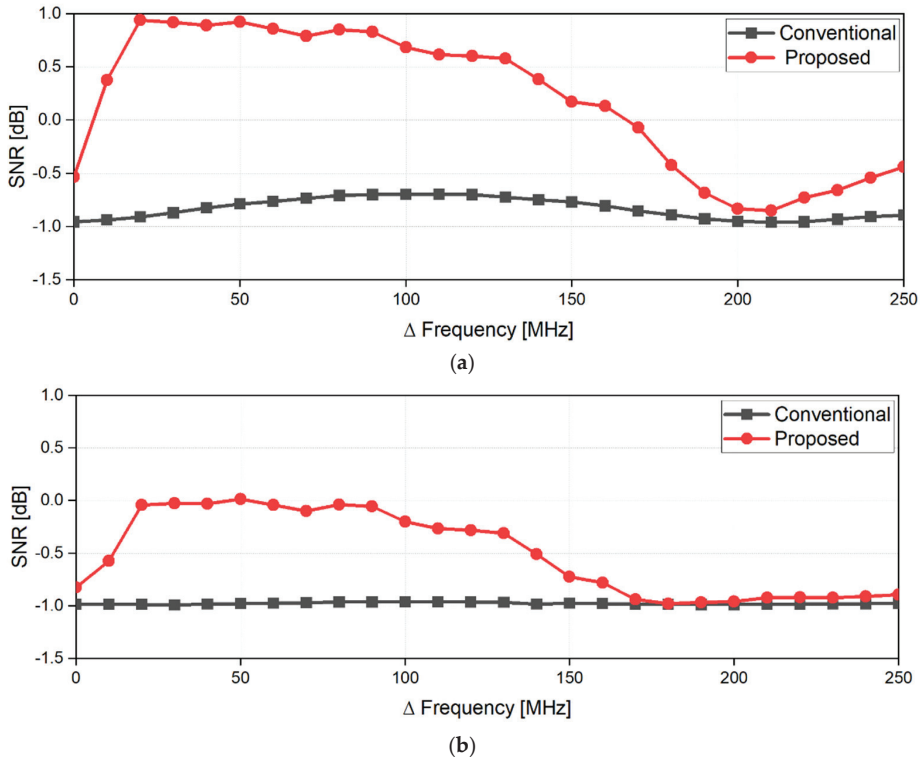 1.0
0.5
0.0
-0.5
-1.0
-1.5
SNR [dB]
Conventional
Proposed
0
50
100
150
200
250
Δ Frequency [MHz]
(a)
1.0
0.5
0.0
-0.5
-1.0
-1.5
SNR [dB]
Conventional
Proposed
0
50
100
150
200
250
Δ Frequency [MHz]
(b)